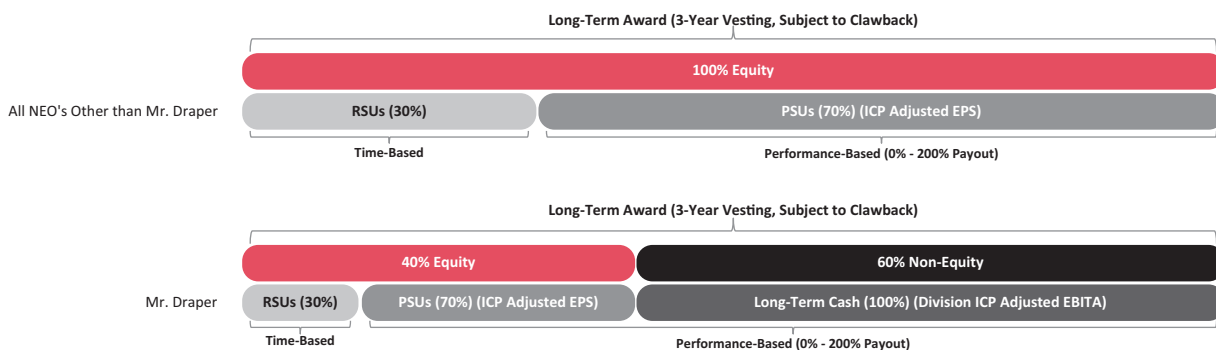 Long-Term Award (3-Year Vesting, Subject to Clawback)
100% Equity
All NEO's Other than Mr. Draper
RSUs (30%)
PSUs (70%) (ICP Adjusted EPS)
Time-Based
Performance-Based (0% - 200% Payout)
Long-Term Award (3-Year Vesting, Subject to Clawback)
40% Equity
60% Non-Equity
Mr. Draper
RSUs (30%)
PSUs (70%) (ICP Adjusted EPS)
Long-Term Cash (100%) (Division ICP Adjusted EBITA)
Time-Based
Performance-Based (0% - 200% Payout)